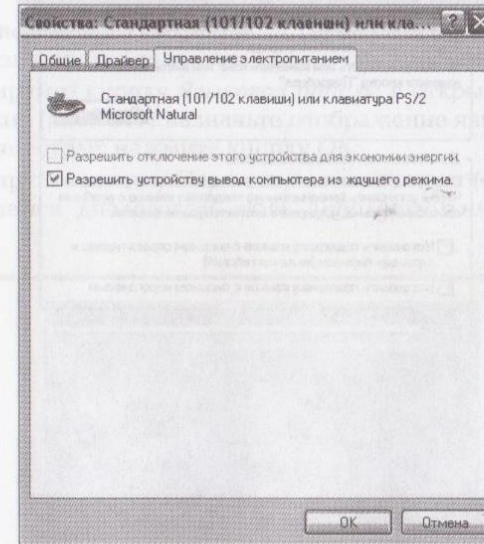 Свойства: Стандартная (101/102 клавиши) или кла...
Общие Драйвер Управление электропитанием
Стандартная (101/102 клавиши) или клавиатура PS/2
Microsoft Natural
Разрешить отключение этого устройства для экономии энергии.
Разрешить устройству вывод компьютера из ждущего режима.
OK Отмена